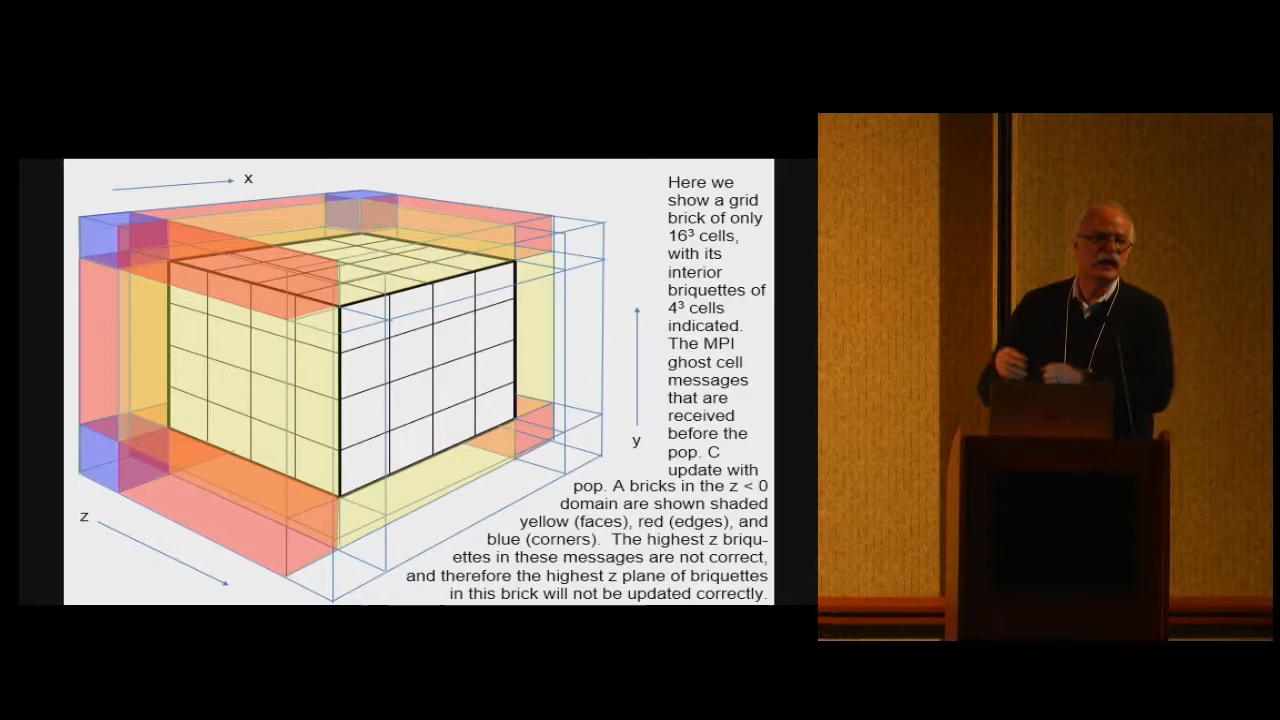 x
Here we
show a grid
brick of only
16³ cells,
with its
interior
briquettes of
4³ cells
indicated.
The MPI
ghost cell
messages
that are
received
before the
pop. C
update with
pop. A bricks in the z < 0
domain are shown shaded
yellow (faces), red (edges), and
blue (corners).  The highest z briqu-
ettes in these messages are not correct,
and therefore the highest z plane of briquettes
in this brick will not be updated correctly.
y
z